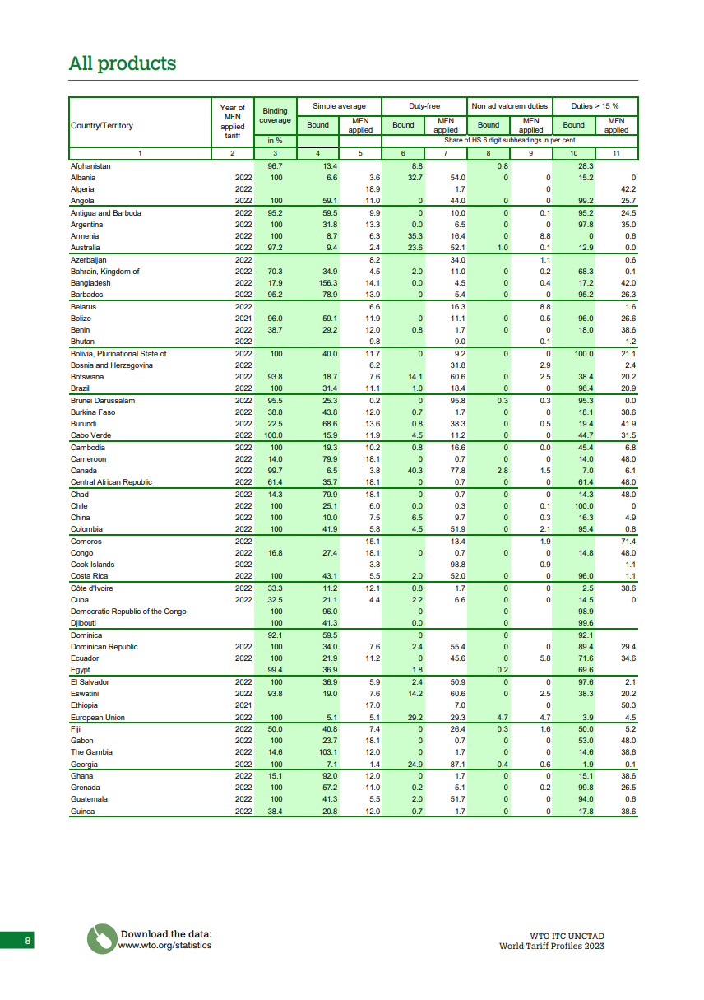 All products
Country/Territory Year of MFN applied tariff Binding coverage Simple average Duty-free Non ad valorem duties Duties > 15 %
Bound MFN applied Bound MFN applied Bound MFN applied Bound MFN applied
in % Share of HS 6 digit subheadings in per cent
1 2 3 4 5 6 7 8 9 10 11
Afghanistan 96.7 13.4 8.8 0.8 28.3
Albania 2022 100 6.6 3.6 32.7 54.0 0 0 15.2 0
Algeria 2022 18.9 1.7 0 42.2
Angola 2022 100 59.1 11.0 0 44.0 0 0 99.2 25.7
Antigua and Barbuda 2022 95.2 59.5 9.9 0 10.0 0 0.1 95.2 24.5
Argentina 2022 100 31.8 13.3 0.0 6.5 0 0 97.8 35.0
Armenia 2022 100 8.7 6.3 35.3 16.4 0 8.8 0 0.6
Australia 2022 97.2 9.4 2.4 23.6 52.1 1.0 0.1 12.9 0.0
Azerbaijan 2022 8.2 34.0 1.1 0.6
Bahrain, Kingdom of 2022 70.3 34.9 4.5 2.0 11.0 0 0.2 68.3 0.1
Bangladesh 2022 17.9 156.3 14.1 0.0 4.5 0 0.4 17.2 42.0
Barbados 2022 95.2 78.9 13.9 0 5.4 0 0 95.2 26.3
Belarus 2022 6.6 16.3 8.8 1.6
Belize 2021 96.0 59.1 11.9 0 11.1 0 0.5 96.0 26.6
Benin 2022 38.7 29.2 12.0 0.8 1.7 0 0 18.0 38.6
Bhutan 2022 9.8 9.0 0.1 1.2
Bolivia, Plurinational State of 2022 100 40.0 11.7 0 9.2 0 0 100.0 21.1
Bosnia and Herzegovina 2022 6.2 31.8 2.9 2.4
Botswana 2022 93.8 18.7 7.6 14.1 60.6 0 2.5 38.4 20.2
Brazil 2022 100 31.4 11.1 1.0 18.4 0 0 96.4 20.9
Brunei Darussalam 2022 95.5 25.3 0.2 0 95.8 0.3 0.3 95.3 0.0
Burkina Faso 2022 38.8 43.8 12.0 0.7 1.7 0 0 18.1 38.6
Burundi 2022 22.5 68.6 13.6 0.8 38.3 0 0.5 19.4 41.9
Cabo Verde 2022 100.0 15.9 11.9 4.5 11.2 0 0 44.7 31.5
Cambodia 2022 100 19.3 10.2 0.8 16.6 0 0.0 45.4 6.8
Cameroon 2022 14.0 79.9 18.1 0 0.7 0 0 14.0 48.0
Canada 2022 99.7 6.5 3.8 40.3 77.8 2.8 1.5 7.0 6.1
Central African Republic 2022 61.4 35.7 18.1 0 0.7 0 0 61.4 48.0
Chad 2022 14.3 79.9 18.1 0 0.7 0 0 14.3 48.0
Chile 2022 100 25.1 6.0 0.0 0.3 0 0.1 100.0 0
China 2022 100 10.0 7.5 6.5 9.7 0 0.3 16.3 4.9
Colombia 2022 100 41.9 5.8 4.5 51.9 0 2.1 95.4 0.8
Comoros 2022 15.1 13.4 1.9 71.4
Congo 2022 16.8 27.4 18.1 0 0.7 0 0 14.8 48.0
Cook Islands 2022 3.3 98.8 0.9 1.1
Costa Rica 2022 100 43.1 5.5 2.0 52.0 0 0 96.0 1.1
Côte d'Ivoire 2022 33.3 11.2 12.1 0.8 1.7 0 0 2.5 38.6
Cuba 2022 32.5 21.1 4.4 2.2 6.6 0 0 14.5 0
Democratic Republic of the Congo 100 96.0 0 0 98.9
Djibouti 100 41.3 0.0 0 99.6
Dominica 92.1 59.5 0 0 92.1
Dominican Republic 2022 100 34.0 7.6 2.4 55.4 0 0 89.4 29.4
Ecuador 2022 100 21.9 11.2 0 45.6 0 5.8 71.6 34.6
Egypt 99.4 36.9 1.8 0.2 69.6
El Salvador 2022 100 36.9 5.9 2.4 50.9 0 0 97.6 2.1
Eswatini 2022 93.8 19.0 7.6 14.2 60.6 0 2.5 38.3 20.2
Ethiopia 2021 17.0 7.0 0 50.3
European Union 2022 100 5.1 5.1 29.2 29.3 4.7 4.7 3.9 4.5
Fiji 2022 50.0 40.8 7.4 0 26.4 0.3 1.6 50.0 5.2
Gabon 2022 100 23.7 18.1 0 0.7 0 0 53.0 48.0
The Gambia 2022 14.6 103.1 12.0 0 1.7 0 0 14.6 38.6
Georgia 2022 100 7.1 1.4 24.9 87.1 0.4 0.6 1.9 0.1
Ghana 2022 15.1 92.0 12.0 0 1.7 0 0 15.1 38.6
Grenada 2022 100 57.2 11.0 0.2 5.1 0 0.2 99.8 26.5
Guatemala 2022 100 41.3 5.5 2.0 51.7 0 0 94.0 0.6
Guinea 2022 38.4 20.8 12.0 0.7 1.7 0 0 17.8 38.6
8
Download the data:
www.wto.org/statistics
WTO ITC UNCTAD
World Tariff Profiles 2023